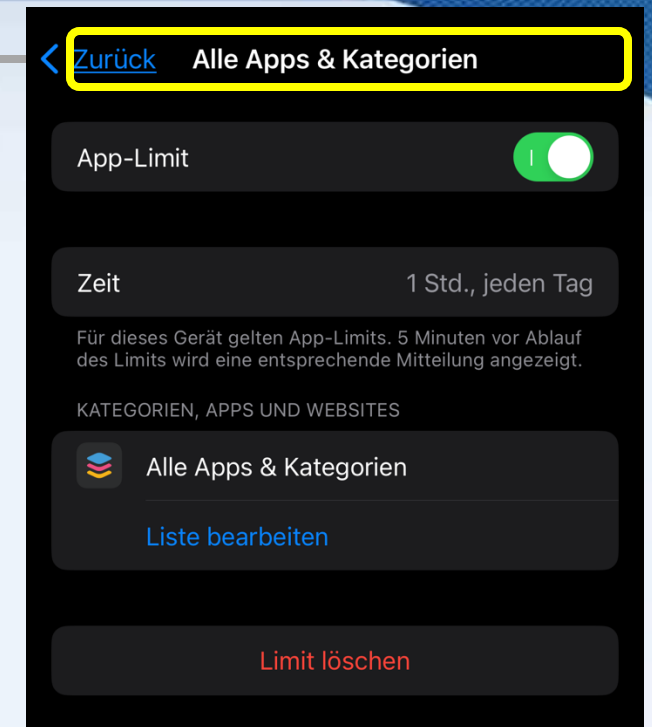 Zurück Alle Apps & Kategorien
App-Limit
Zeit 1 Std., jeden Tag
Für dieses Gerät gelten App-Limits. 5 Minuten vor Ablauf
des Limits wird eine entsprechende Mitteilung angezeigt.
KATEGORIEN, APPS UND WEBSITES
Alle Apps & Kategorien
Liste bearbeiten
Limit löschen